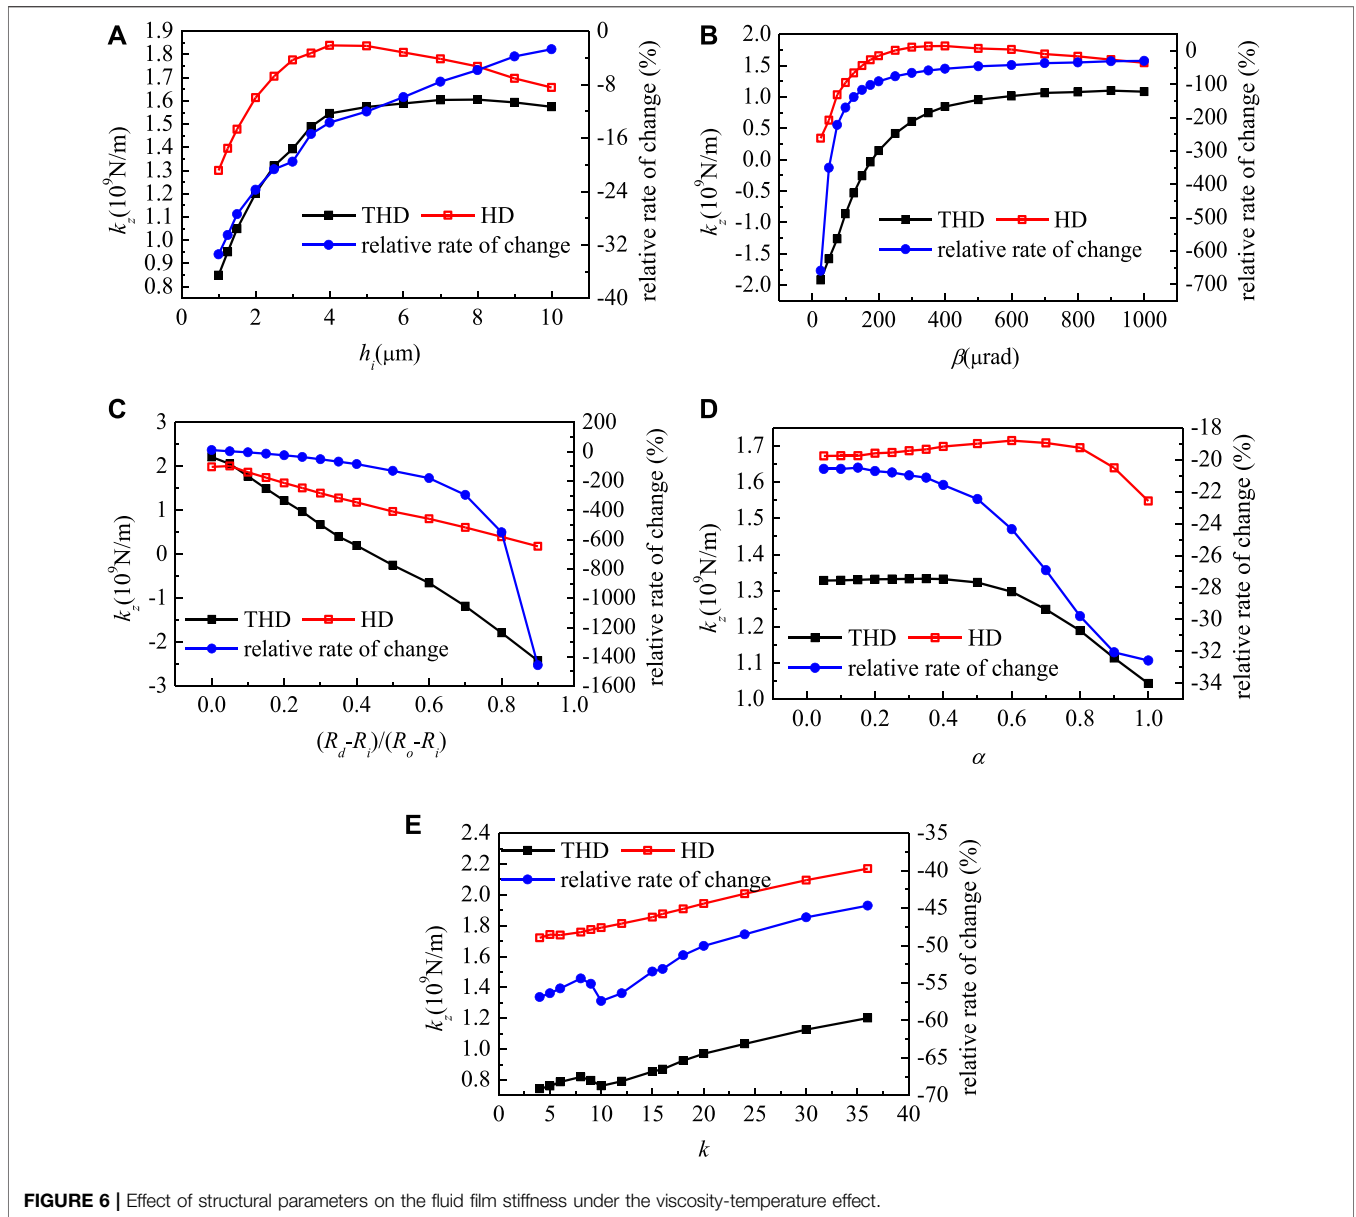 A
k_z(10^9N/m)
1.9
1.8
1.7
1.6
1.5
1.4
1.3
1.2
1.1
1.0
0.9
0.8
0
-8
-16
-24
-32
-40
relative rate of change (%)
THD HD
relative rate of change
0 2 4 6 8 10
h_i(μm)
B
k_z(10^9N/m)
2.0
1.5
1.0
0.5
0.0
-0.5
-1.0
-1.5
-2.0
0
-100
-200
-300
-400
-500
-600
-700
relative rate of change (%)
THD HD
relative rate of change
0 200 400 600 800 1000
β(μrad)
C
k_z(10^9N/m)
3
2
1
0
-1
-2
-3
200
0
-200
-400
-600
-800
-1000
-1200
-1400
-1600
relative rate of change (%)
THD HD
relative rate of change
0.0 0.2 0.4 0.6 0.8 1.0
(R_d-R_i)/(R_o-R_i)
D
k_z(10^9N/m)
1.7
1.6
1.5
1.4
1.3
1.2
1.1
1.0
-18
-20
-22
-24
-26
-28
-30
-32
-34
relative rate of change (%)
THD HD
relative rate of change
0.0 0.2 0.4 0.6 0.8 1.0
α
E
k_z(10^9N/m)
2.4
2.2
2.0
1.8
1.6
1.4
1.2
1.0
0.8
-35
-40
-45
-50
-55
-60
-65
-70
relative rate of change (%)
THD HD
relative rate of change
0 5 10 15 20 25 30 35 40
k
FIGURE 6 | Effect of structural parameters on the fluid film stiffness under the viscosity-temperature effect.